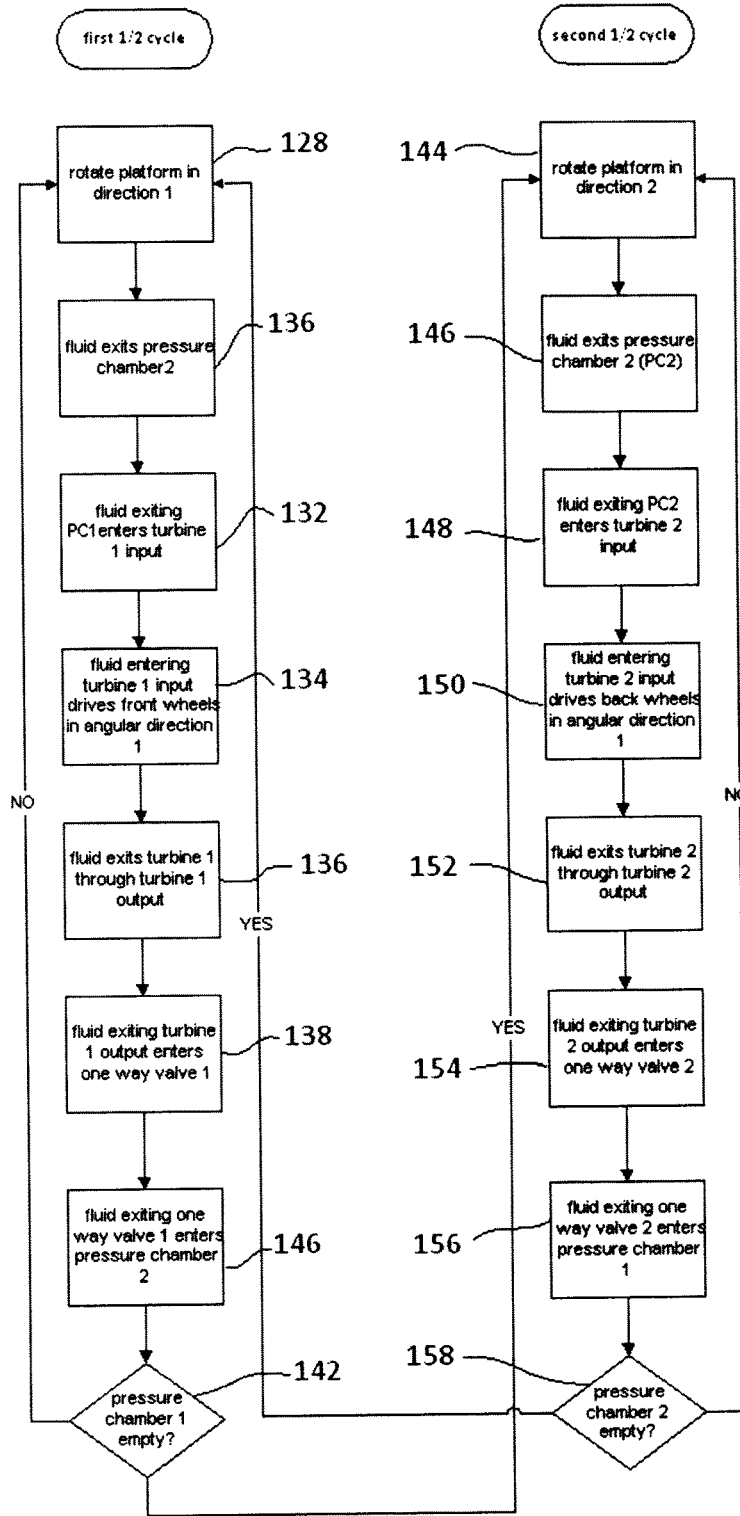 first 1/2 cycle
rotate platform in
direction 1
128
fluid exits pressure
chamber2
136
fluid exiting
PC1enters turbine
1 input
132
fluid entering
turbine 1 input
drives front wheels
in angular direction
1
134
NO
fluid exits turbine 1
through turbine 1
output
136
YES
fluid exiting turbine
1 output enters
one way valve 1
138
fluid exiting one
way valve 1 enters
pressure chamber
2
146
pressure
chamber 1
empty?
142
second 1/2 cycle
144
rotate platform in
direction 2
146
fluid exits pressure
chamber 2 (PC2)
148
fluid exiting PC2
enters turbine 2
input
150
fluid entering
turbine 2 input
drives back wheels
in angular direction
1
NO
152
fluid exits turbine 2
through turbine 2
output
YES
154
fluid exiting turbine
2 output enters
one way valve 2
156
fluid exiting one
way valve 2 enters
pressure chamber
1
158
pressure
chamber 2
empty?